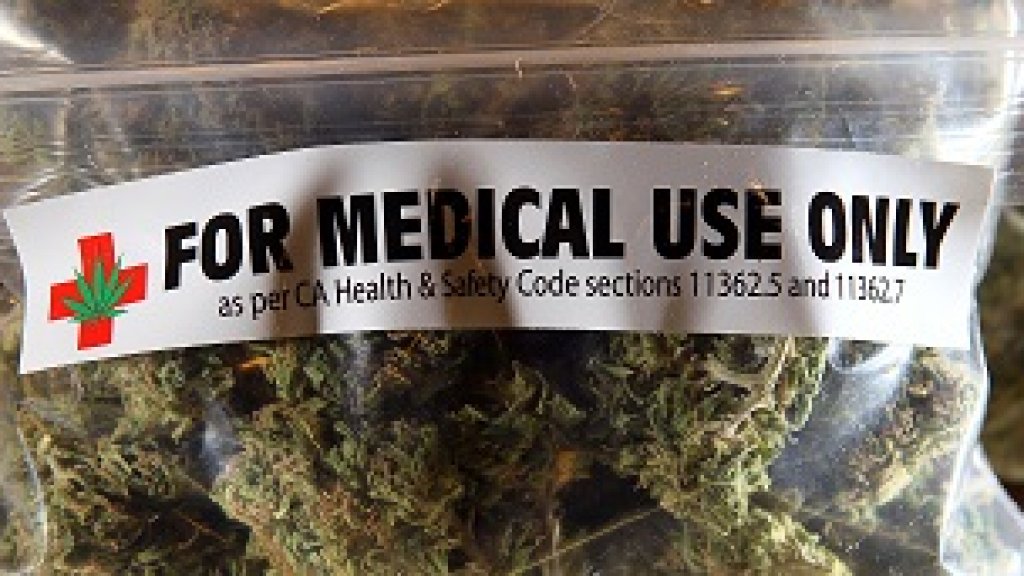 FOR MEDICAL USE ONLY
as per CA Health & Safety Code sections 11362.5 and 11362.7